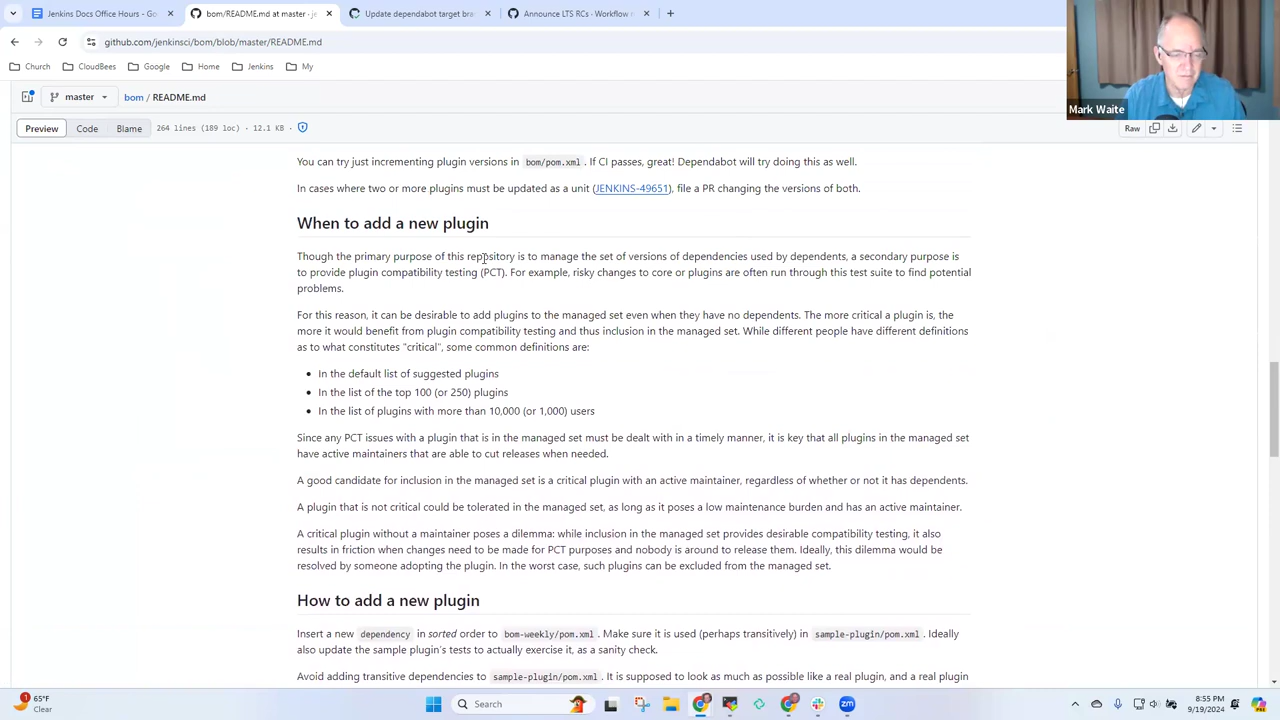 Jenkins Docs Office Hours - Goo
bom/README.md at master · je
Update dependabot target bra
Announce LTS RCs · Workflow r
github.com/jenkinsci/bom/blob/master/README.md
Church
CloudBees
Google
Home
Jenkins
My
Mark Waite
master
bom / README.md
Preview
Code
Blame
264 lines (189 loc) · 12.1 KB
Raw
You can try just incrementing plugin versions in bom/pom.xml . If CI passes, great! Dependabot will try doing this as well.
In cases where two or more plugins must be updated as a unit (JENKINS-49651), file a PR changing the versions of both.
When to add a new plugin
Though the primary purpose of this repository is to manage the set of versions of dependencies used by dependents, a secondary purpose is
to provide plugin compatibility testing (PCT). For example, risky changes to core or plugins are often run through this test suite to find potential
problems.
For this reason, it can be desirable to add plugins to the managed set even when they have no dependents. The more critical a plugin is, the
more it would benefit from plugin compatibility testing and thus inclusion in the managed set. While different people have different definitions
as to what constitutes "critical", some common definitions are:
• In the default list of suggested plugins
• In the list of the top 100 (or 250) plugins
• In the list of plugins with more than 10,000 (or 1,000) users
Since any PCT issues with a plugin that is in the managed set must be dealt with in a timely manner, it is key that all plugins in the managed set
have active maintainers that are able to cut releases when needed.
A good candidate for inclusion in the managed set is a critical plugin with an active maintainer, regardless of whether or not it has dependents.
A plugin that is not critical could be tolerated in the managed set, as long as it poses a low maintenance burden and has an active maintainer.
A critical plugin without a maintainer poses a dilemma: while inclusion in the managed set provides desirable compatibility testing, it also
results in friction when changes need to be made for PCT purposes and nobody is around to release them. Ideally, this dilemma would be
resolved by someone adopting the plugin. In the worst case, such plugins can be excluded from the managed set.
How to add a new plugin
Insert a new dependency in sorted order to bom-weekly/pom.xml . Make sure it is used (perhaps transitively) in sample-plugin/pom.xml . Ideally
also update the sample plugin's tests to actually exercise it, as a sanity check.
Avoid adding transitive dependencies to sample-plugin/pom.xml . It is supposed to look as much as possible like a real plugin, and a real plugin
1
65°F
Clear
Search
zm
8:55 PM
9/19/2024